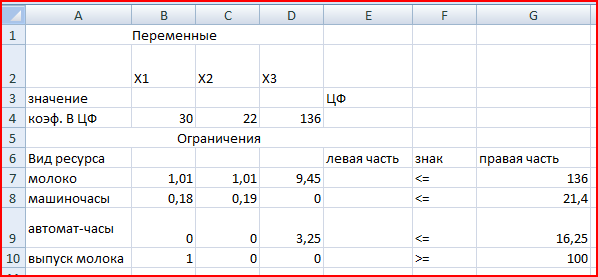 A B C D E F G
1 Переменные
2 X1 X2 X3
3 значение ЦФ
4 коэф. В ЦФ 30 22 136
5 Ограничения
6 Вид ресурса левая часть знак правая часть
7 молоко 1,01 1,01 9,45 <= 136
8 машиночасы 0,18 0,19 0 <= 21,4
9 автомат-часы 0 0 3,25 <= 16,25
10 выпуск молока 1 0 0 >= 100